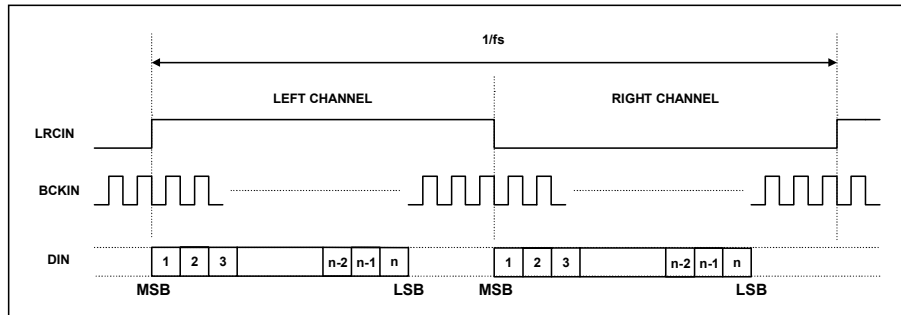 1/fs
LEFT CHANNEL RIGHT CHANNEL
LRCIN
BCKIN
DIN 1 2 3 n-2 n-1 n 1 2 3 n-2 n-1 n
MSB LSB MSB LSB